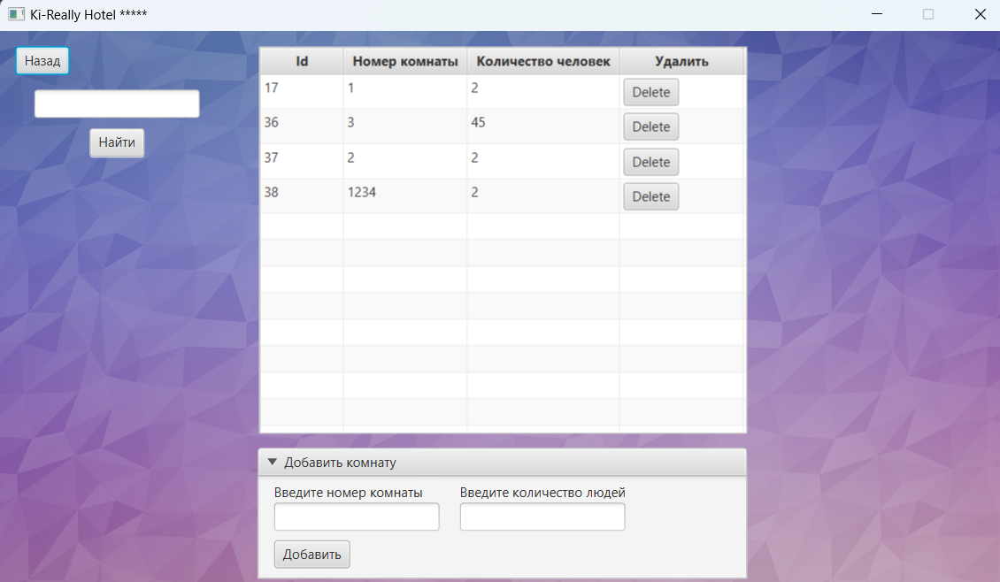 Ki-Really Hotel *****
Назад
Найти
Id Номер комнаты Количество человек Удалить
17 1 2 Delete
36 3 45 Delete
37 2 2 Delete
38 1234 2 Delete
Добавить комнату
Введите номер комнаты Введите количество людей
Добавить